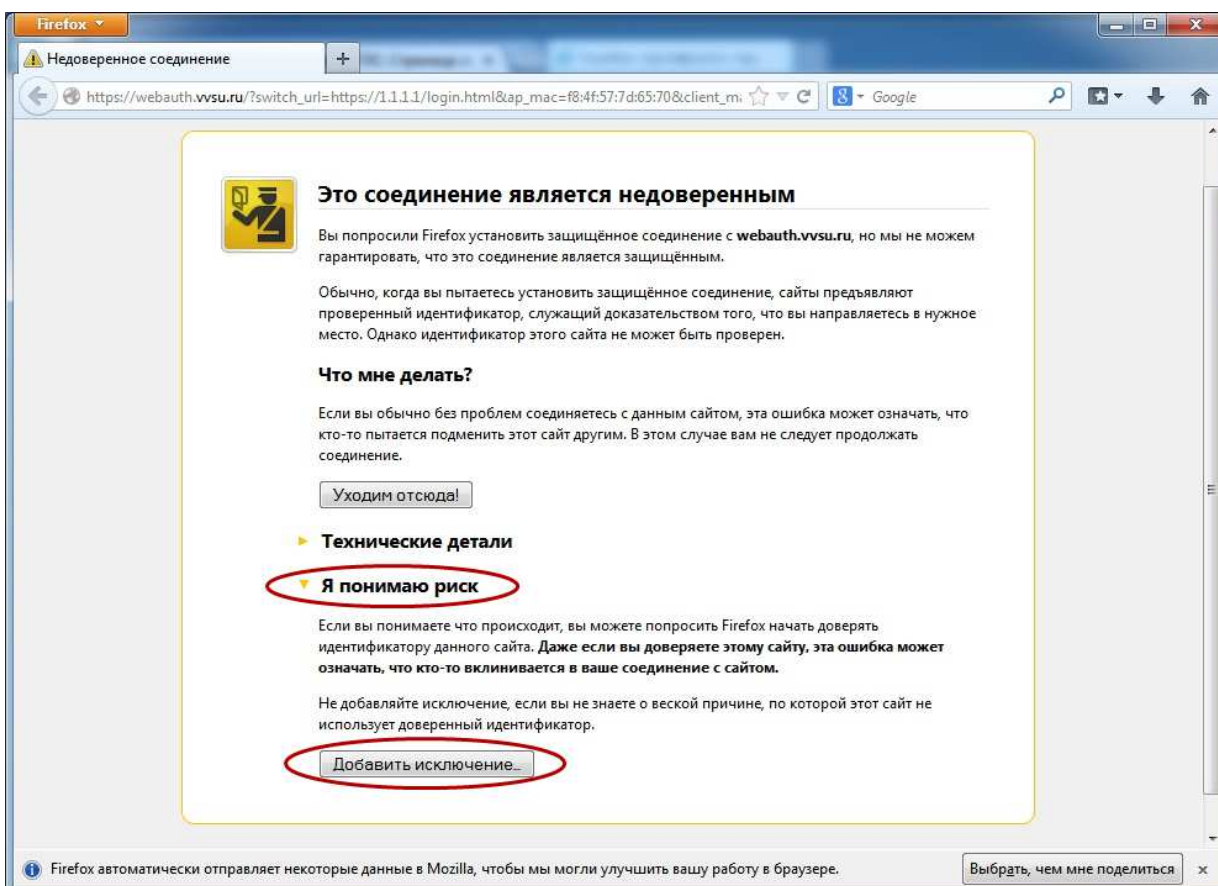 Firefox
Недоверенное соединение
https://webauth.vvsu.ru/?switch_url=https://1.1.1.1/login.html&ap_mac=f8:4f:57:7d:65:70&client_m
Google
Это соединение является недоверенным
Вы попросили Firefox установить защищённое соединение с webauth.vvsu.ru, но мы не можем
гарантировать, что это соединение является защищённым.
Обычно, когда вы пытаетесь установить защищённое соединение, сайты предъявляют
проверенный идентификатор, служащий доказательством того, что вы направляетесь в нужное
место. Однако идентификатор этого сайта не может быть проверен.
Что мне делать?
Если вы обычно без проблем соединяетесь с данным сайтом, эта ошибка может означать, что
кто-то пытается подменить этот сайт другим. В этом случае вам не следует продолжать
соединение.
Уходим отсюда!
Технические детали
Я понимаю риск
Если вы понимаете что происходит, вы можете попросить Firefox начать доверять
идентификатору данного сайта. Даже если вы доверяете этому сайту, эта ошибка может
означать, что кто-то вклинивается в ваше соединение с сайтом.
Не добавляйте исключение, если вы не знаете о веской причине, по которой этот сайт не
использует доверенный идентификатор.
Добавить исключение...
Firefox автоматически отправляет некоторые данные в Mozilla, чтобы мы могли улучшить вашу работу в браузере.
Выбрать, чем мне поделиться